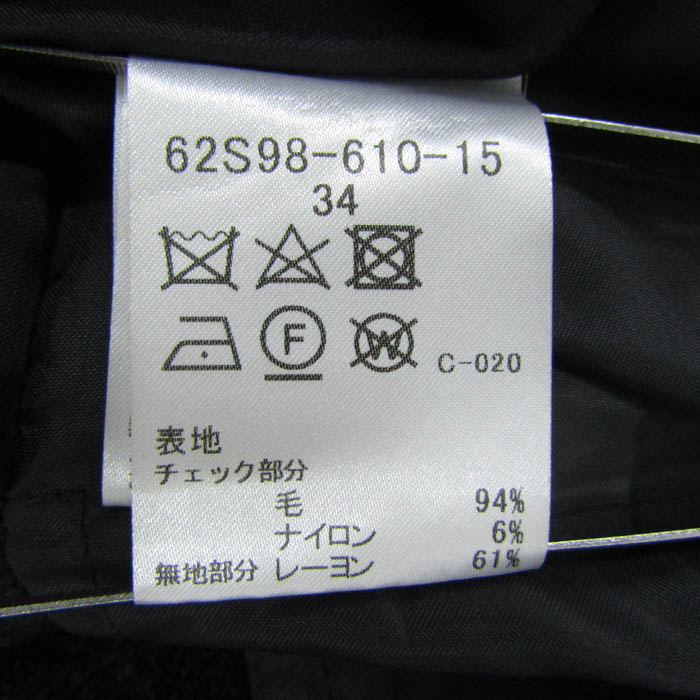 62S98-610-15
34
F W C-020
表地
チェック部分
毛 94%
ナイロン 6%
無地部分 レーヨン 61%